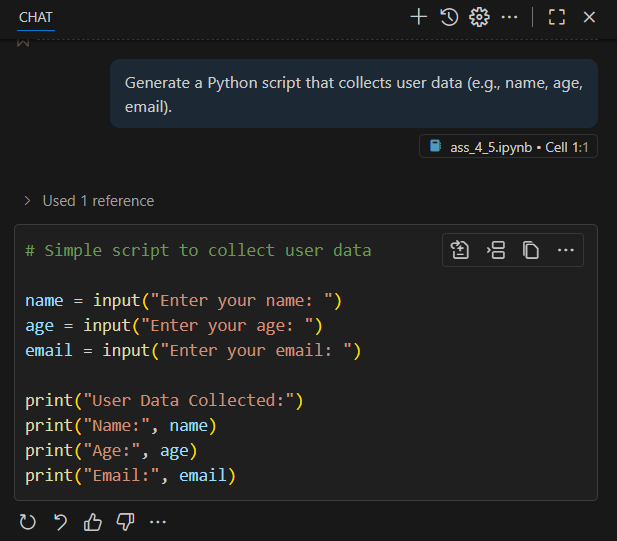 CHAT
Generate a Python script that collects user data (e.g., name, age,
email).
ass_4_5.ipynb • Cell 1:1
Used 1 reference
# Simple script to collect user data
name = input("Enter your name: ")
age = input("Enter your age: ")
email = input("Enter your email: ")
print("User Data Collected:")
print("Name:", name)
print("Age:", age)
print("Email:", email)